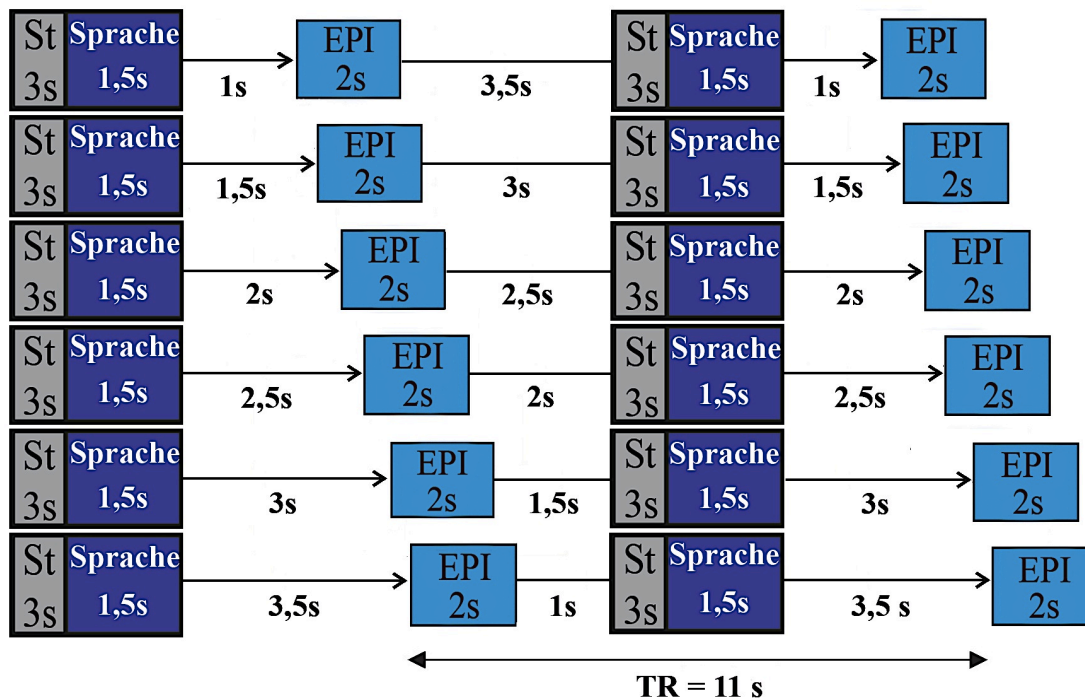 St Sprache EPI St Sprache EPI
3s 1,5s 1s 2s 3,5s 3s 1,5s 1s 2s
St Sprache EPI St Sprache EPI
3s 1,5s 1,5s 2s 3s 3s 1,5s 1,5s 2s
St Sprache EPI St Sprache EPI
3s 1,5s 2s 2s 2,5s 3s 1,5s 2s 2s
St Sprache EPI St Sprache EPI
3s 1,5s 2,5s 2s 2s 3s 1,5s 2,5s 2s
St Sprache EPI St Sprache EPI
3s 1,5s 3s 2s 1,5s 3s 1,5s 3s 2s
St Sprache EPI St Sprache EPI
3s 1,5s 3,5s 2s 1s 3s 1,5s 3,5 s 2s
TR = 11 s